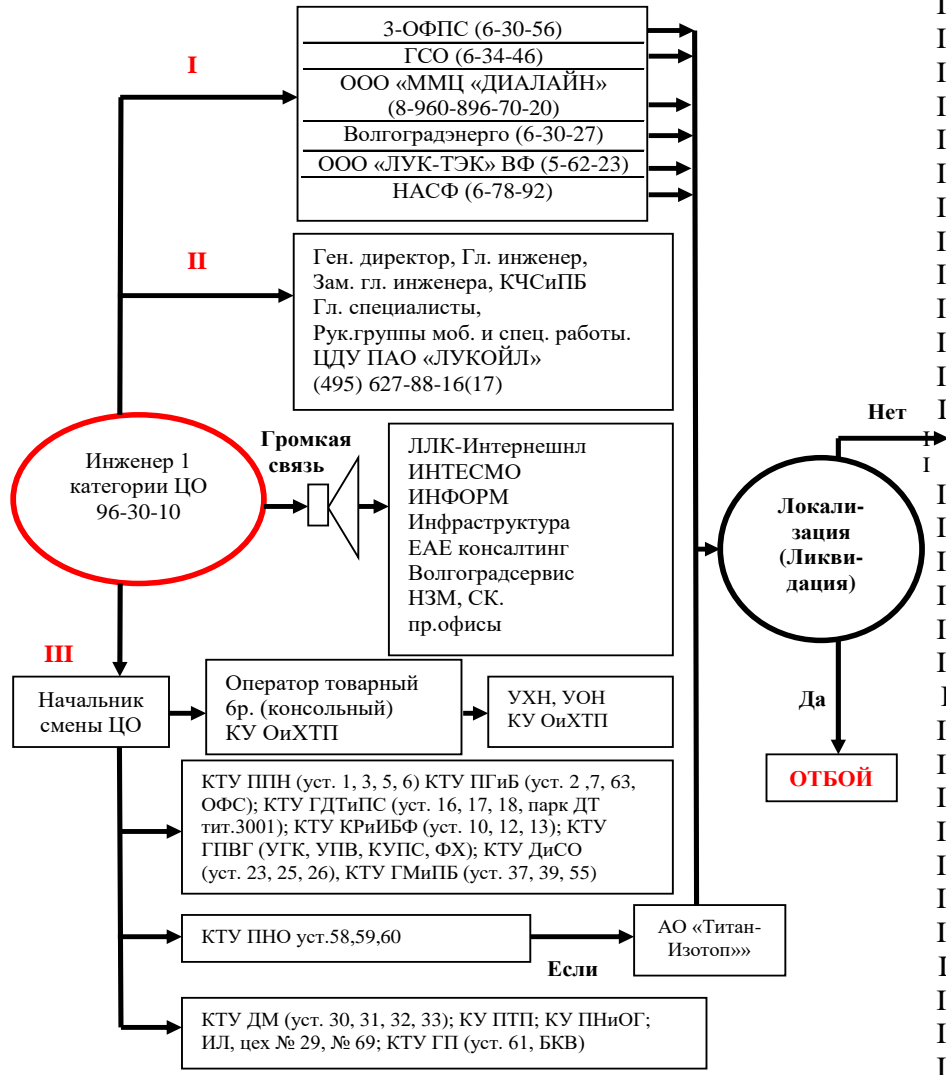 3-ОФПС (6-30-56)
ГСО (6-34-46)
ООО «ММЦ «ДИАЛАЙН»
(8-960-896-70-20)
Волгоградэнерго (6-30-27)
ООО «ЛУК-ТЭК» ВФ (5-62-23)
НАСФ (6-78-92)
I
II
Ген. директор, Гл. инженер,
Зам. гл. инженера, КЧСиПБ
Гл. специалисты,
Рук.группы моб. и спец. работы.
ЦДУ ПАО «ЛУКОЙЛ»
(495) 627-88-16(17)
Инженер 1
категории ЦО
96-30-10
Громкая
связь
ЛЛК-Интернешнл
ИНТЕСМО
ИНФОРМ
Инфраструктура
ЕАЕ консалтинг
Волгоградсервис
НЗМ, СК.
пр.офисы
Нет
Локали-
зация
(Ликви-
дация)
Да
ОТБОЙ
III
Начальник
смены ЦО
Оператор товарный
6р. (консольный)
КУ ОиХТП
УХН, УОН
КУ ОиХТП
КТУ ППН (уст. 1, 3, 5, 6) КТУ ПГиБ (уст. 2 ,7, 63,
ОФС); КТУ ГДТиПС (уст. 16, 17, 18, парк ДТ
тит.3001); КТУ КРиИБФ (уст. 10, 12, 13); КТУ
ГПВГ (УГК, УПВ, КУПС, ФХ); КТУ ДиСО
(уст. 23, 25, 26), КТУ ГМиПБ (уст. 37, 39, 55)
КТУ ПНО уст.58,59,60
Если
АО «Титан-
Изотоп»»
КТУ ДМ (уст. 30, 31, 32, 33); КУ ПТП; КУ ПНиОГ;
ИЛ, цех № 29, № 69; КТУ ГП (уст. 61, БКВ)